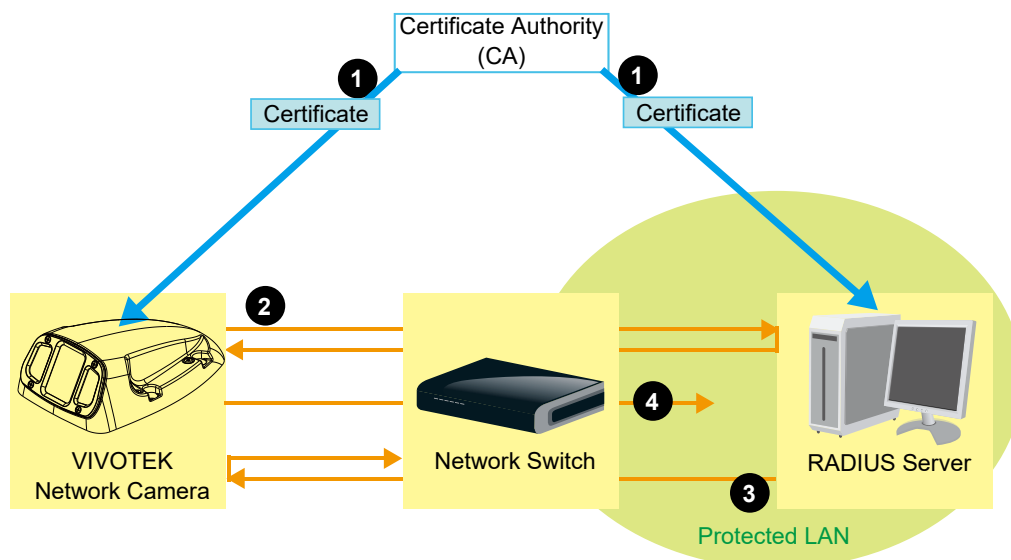 Certificate Authority
(CA)
1
1
Certificate
Certificate
2
4
VIVOTEK
Network Camera
Network Switch
RADIUS Server
3
Protected LAN